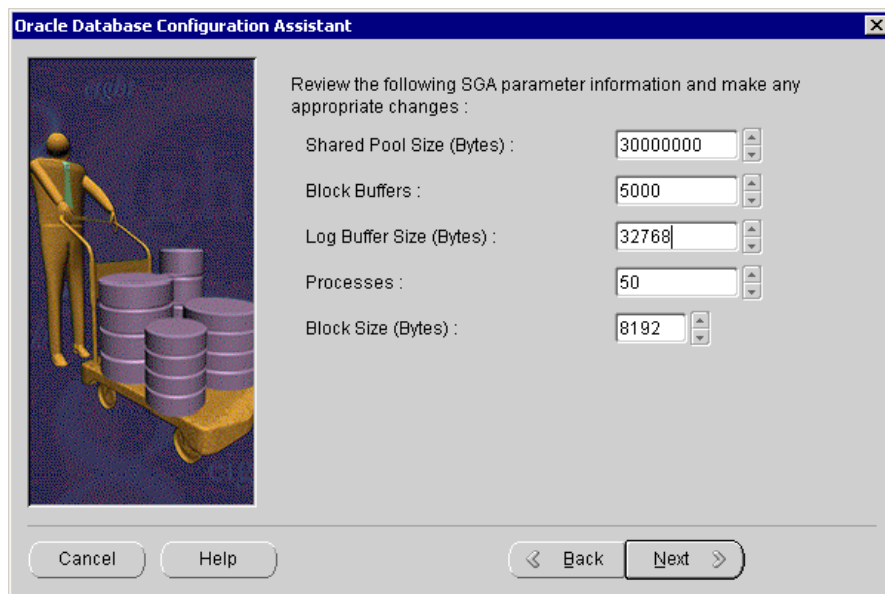 Oracle Database Configuration Assistant
Review the following SGA parameter information and make any
appropriate changes :
Shared Pool Size (Bytes) : 30000000
Block Buffers : 5000
Log Buffer Size (Bytes) : 32768
Processes : 50
Block Size (Bytes) : 8192
Cancel Help Back Next